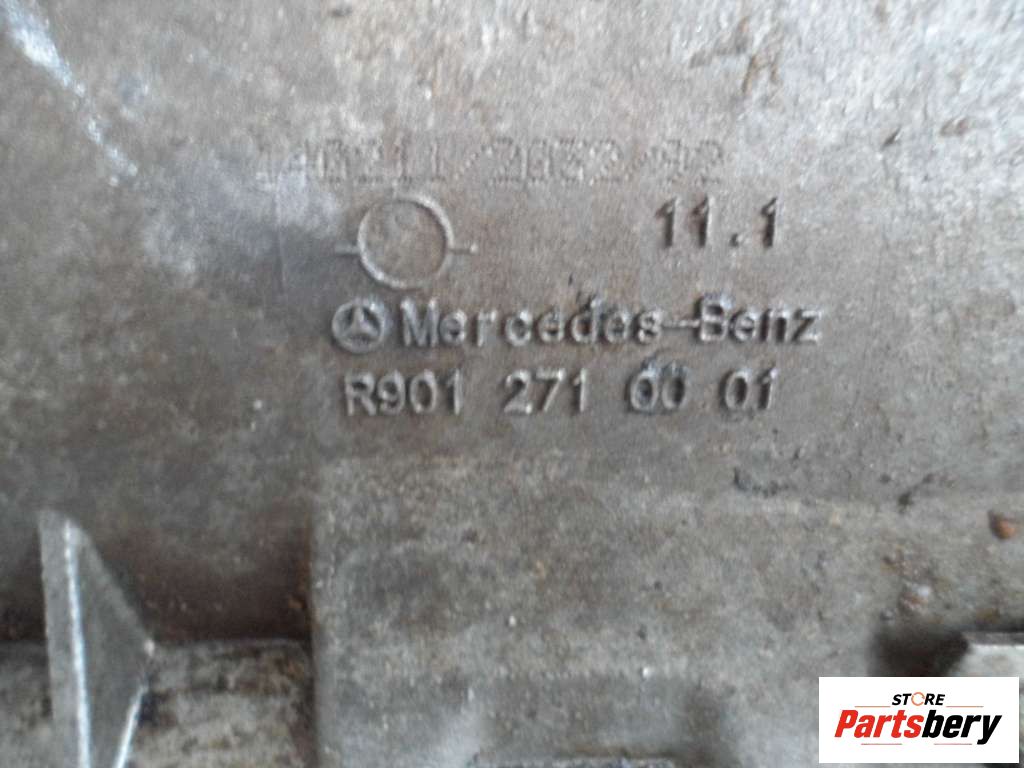 11.1
Mercedes-Benz
R901 271 00 01
STORE
Partsbery